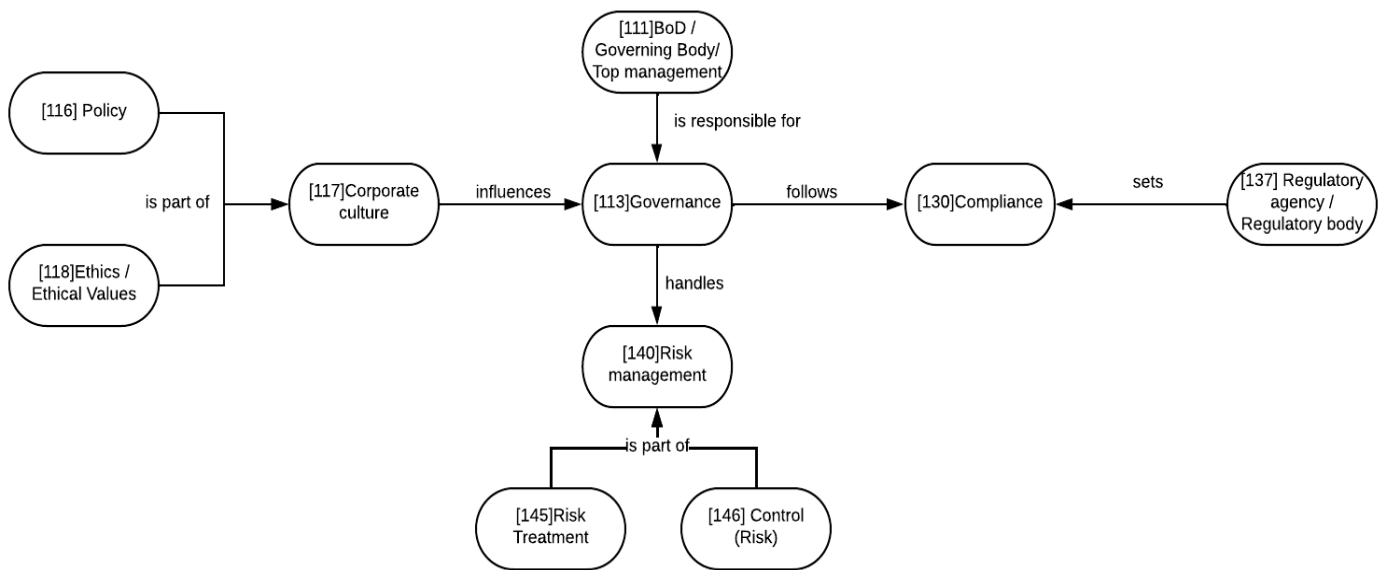 [111]BoD /
Governing Body/
Top management
is responsible for
[116] Policy
is part of
[118]Ethics /
Ethical Values
[117]Corporate
culture
influences
[113]Governance
follows
[130]Compliance
sets
[137] Regulatory
agency /
Regulatory body
handles
[140]Risk
management
is part of
[145]Risk
Treatment
[146] Control
(Risk)